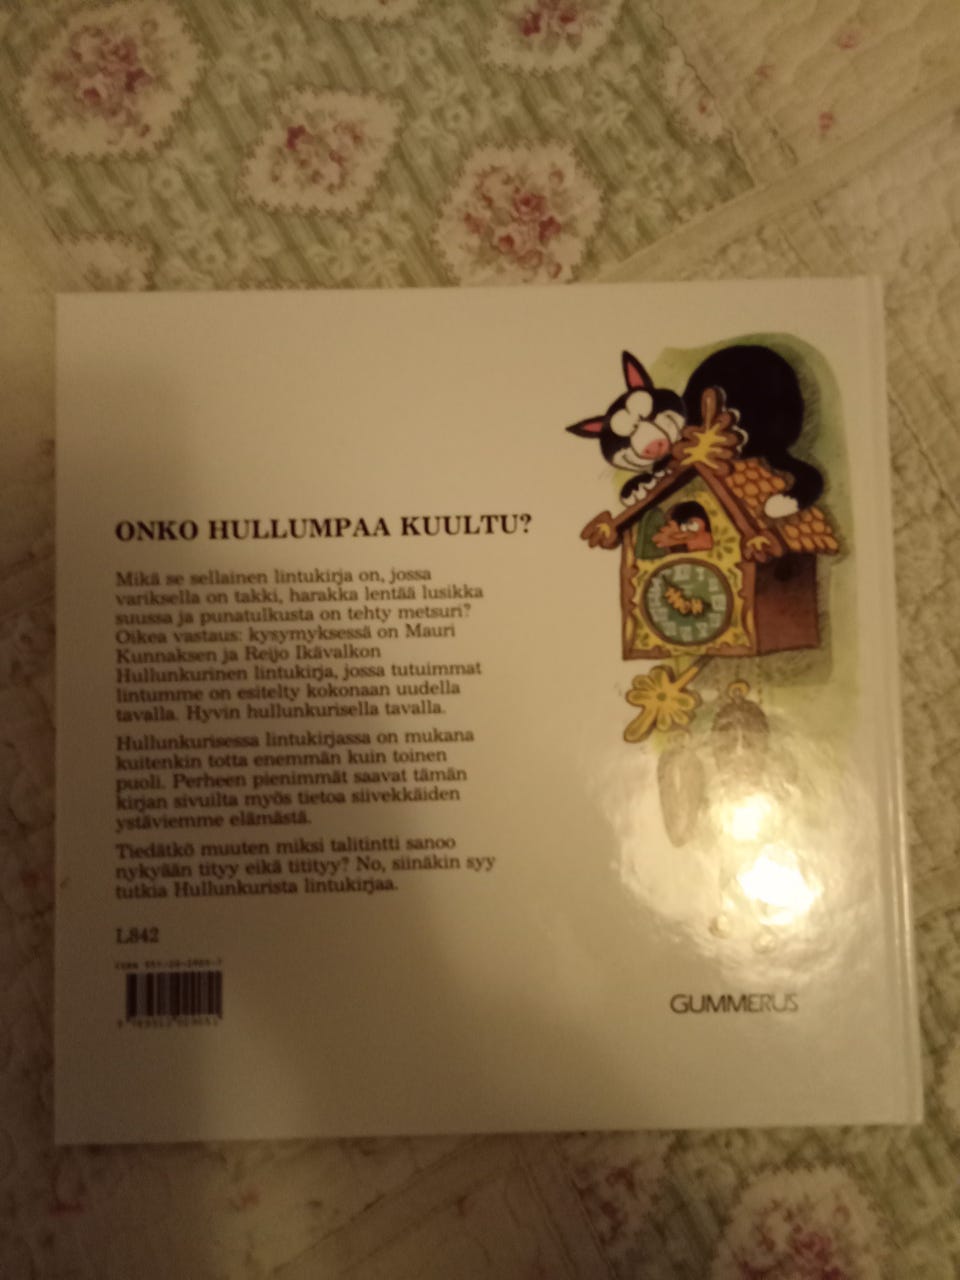 ONKO HULLUMPAA KUULTU?
Mikä se sellainen lintukirja on, jossa
variksella on takki, harakka lentää lusikka
suussa ja punatulkusta on tehty metsuri?
Oikea vastaus: kysymyksessä on Mauri
Kunnaksen ja Reijo Ikävalkon
Hullunkurinen lintukirja, jossa tutuimmat
lintumme on esitelty kokonaan uudella
tavalla. Hyvin hullunkurisella tavalla.
Hullunkurisessa lintukirjassa on mukana
kuitenkin totta enemmän kuin toinen
puoli. Perheen pienimmät saavat tämän
kirjan sivuilta myös tietoa siivekkäiden
ystäviemme elämästä.
Tiedätkö muuten miksi talitintti sanoo
nykyään tityy eikä titityy? No, siinäkin syy
tutkia Hullunkurista lintukirjaa.
L842
ISBN
GUMMERUS